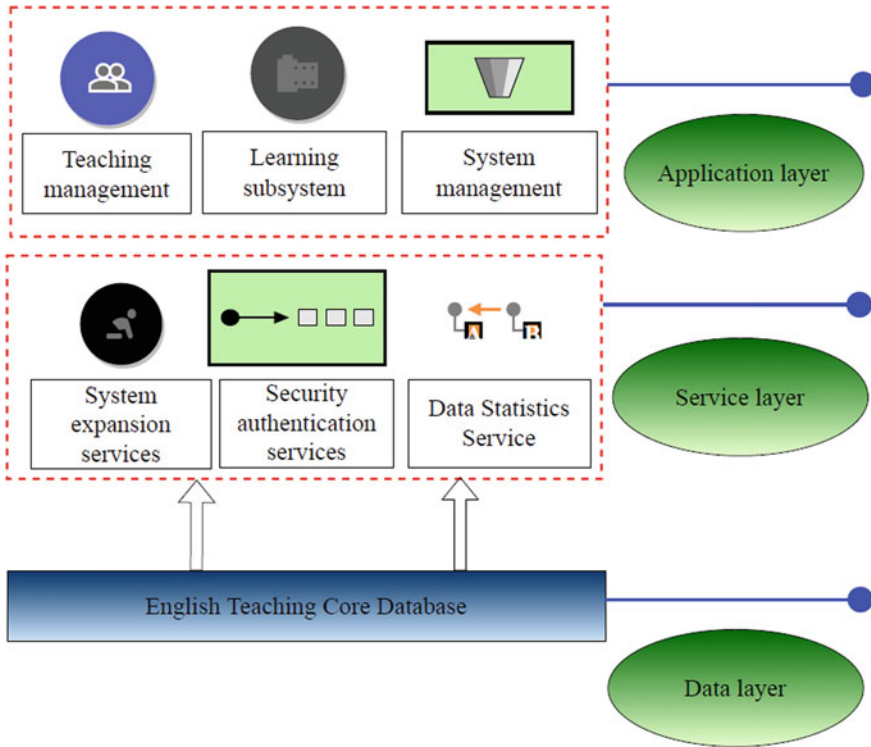 Teaching
management
Learning
subsystem
System
management
Application layer
A
B
System
expansion
services
Security
authentication
services
Data Statistics
Service
Service layer
English Teaching Core Database
Data layer